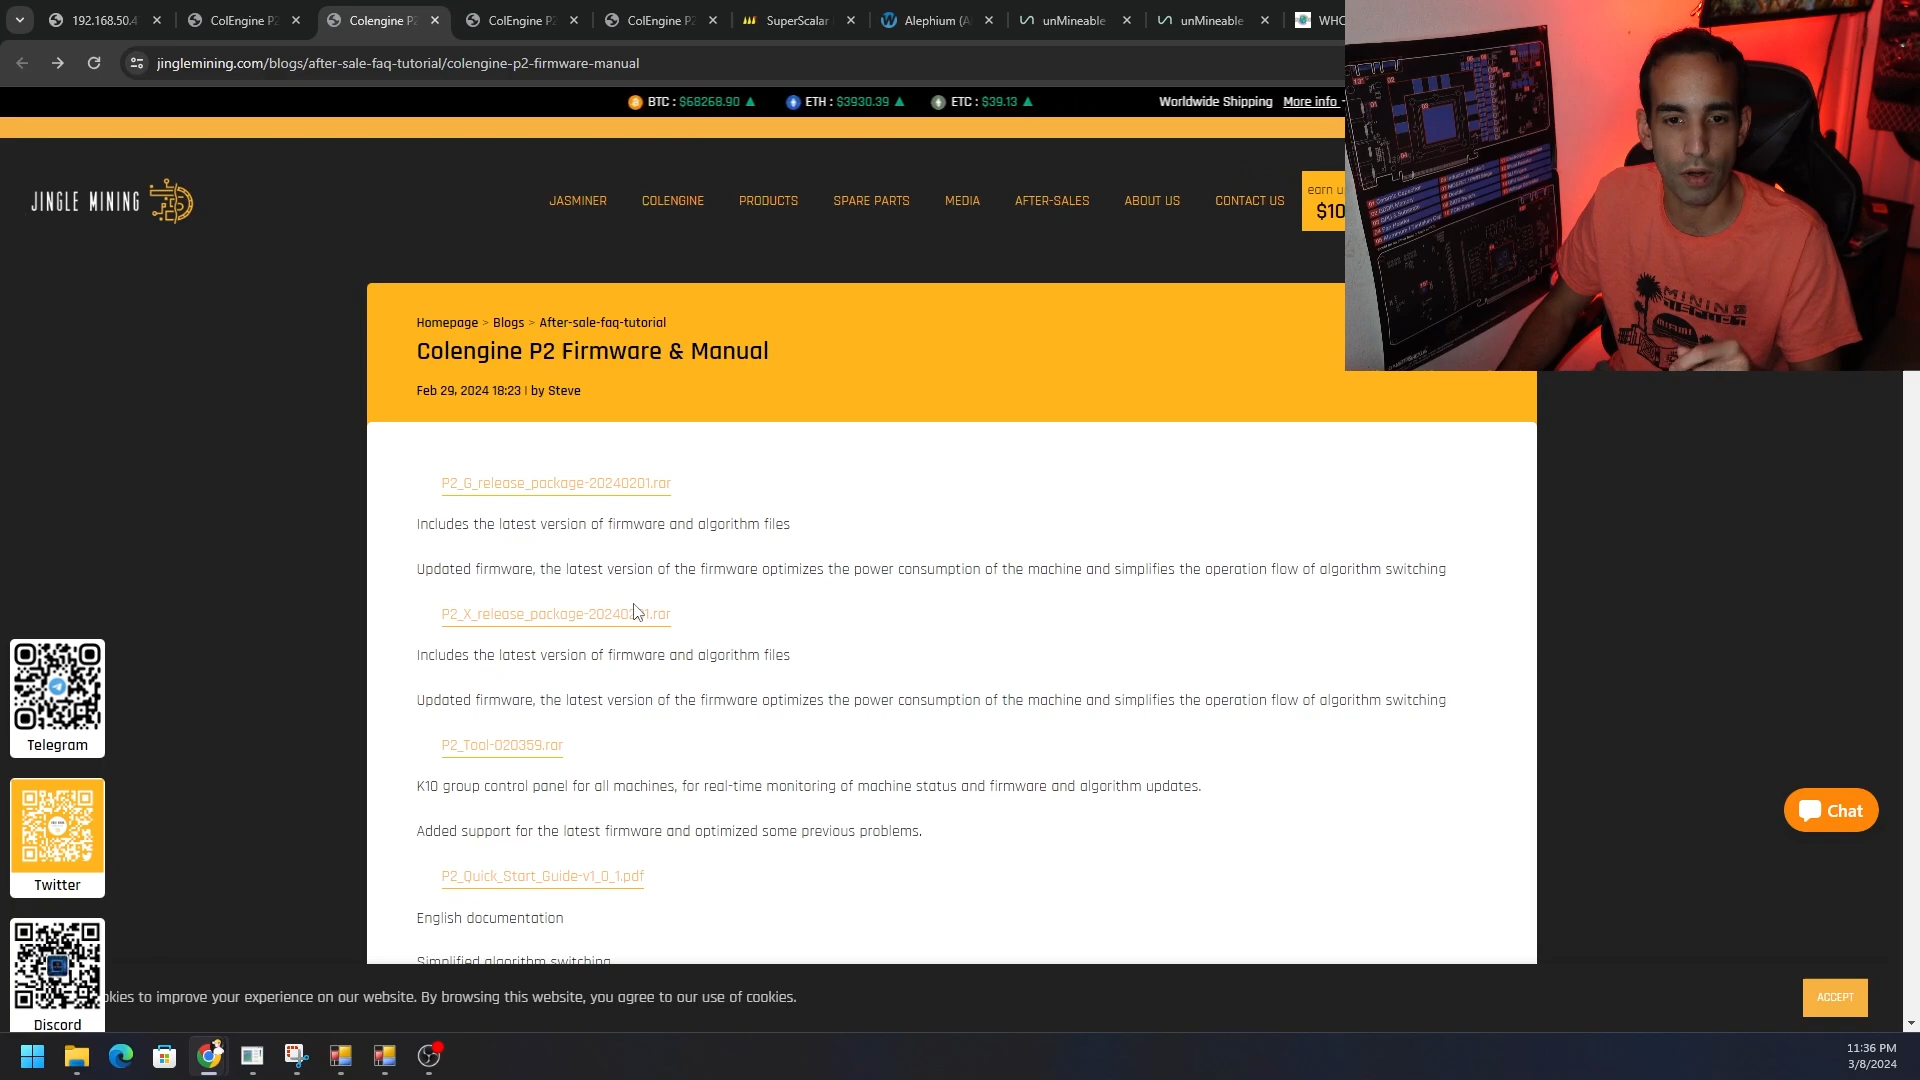 192.168.50.4
ColEngine P2
Colengine P2
ColEngine P2
ColEngine P2
SuperScalar
Alephium (A
unMineable
unMineable
WHO
jinglemining.com/blogs/after-sale-faq-tutorial/colengine-p2-firmware-manual
BTC : $68268.90 ▲
ETH : $3930.39 ▲
ETC : $39.13 ▲
Worldwide Shipping More info
JINGLE MINING
JASMINER
COLENGINE
PRODUCTS
SPARE PARTS
MEDIA
AFTER-SALES
ABOUT US
CONTACT US
earn u
$10
Homepage > Blogs > After-sale-faq-tutorial
Colengine P2 Firmware & Manual
Feb 29, 2024 18:23 | by Steve
P2_G_release_package-20240201.rar
Includes the latest version of firmware and algorithm files
Updated firmware, the latest version of the firmware optimizes the power consumption of the machine and simplifies the operation flow of algorithm switching
P2_X_release_package-20240201.rar
Includes the latest version of firmware and algorithm files
Updated firmware, the latest version of the firmware optimizes the power consumption of the machine and simplifies the operation flow of algorithm switching
P2_Tool-020359.rar
K10 group control panel for all machines, for real-time monitoring of machine status and firmware and algorithm updates.
Added support for the latest firmware and optimized some previous problems.
P2_Quick_Start_Guide-v1_0_1.pdf
English documentation
Simplified algorithm switching
Telegram
Twitter
Discord
Chat
okies to improve your experience on our website. By browsing this website, you agree to our use of cookies.
ACCEPT
11:36 PM
3/8/2024
MINING